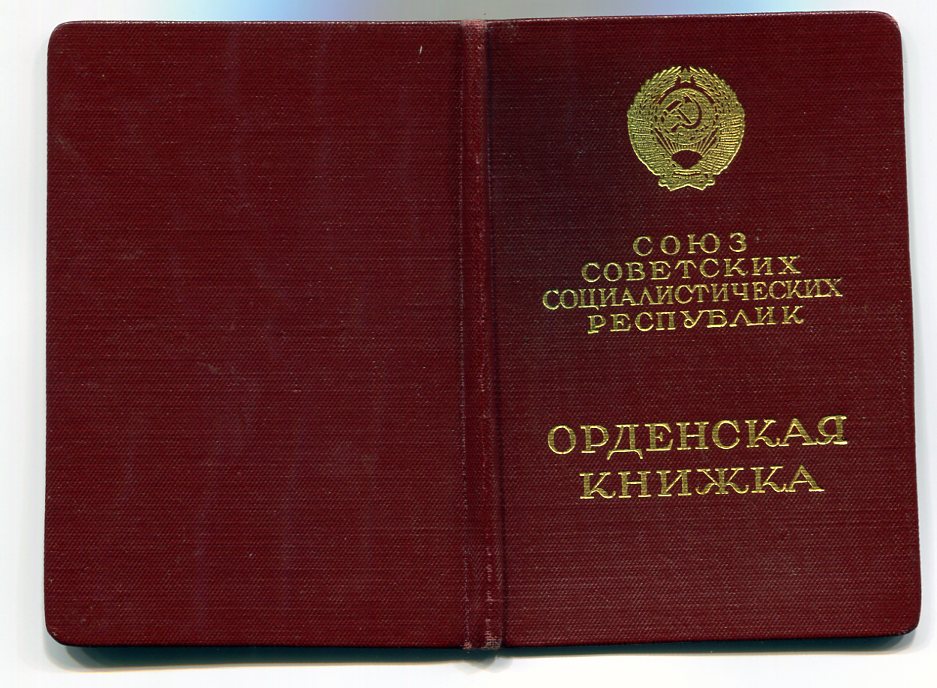 СОЮЗ
СОВЕТСКИХ
СОЦИАЛИСТИЧЕСКИХ
РЕСПУБЛИК
ОРДЕНСКАЯ
КНИЖКА